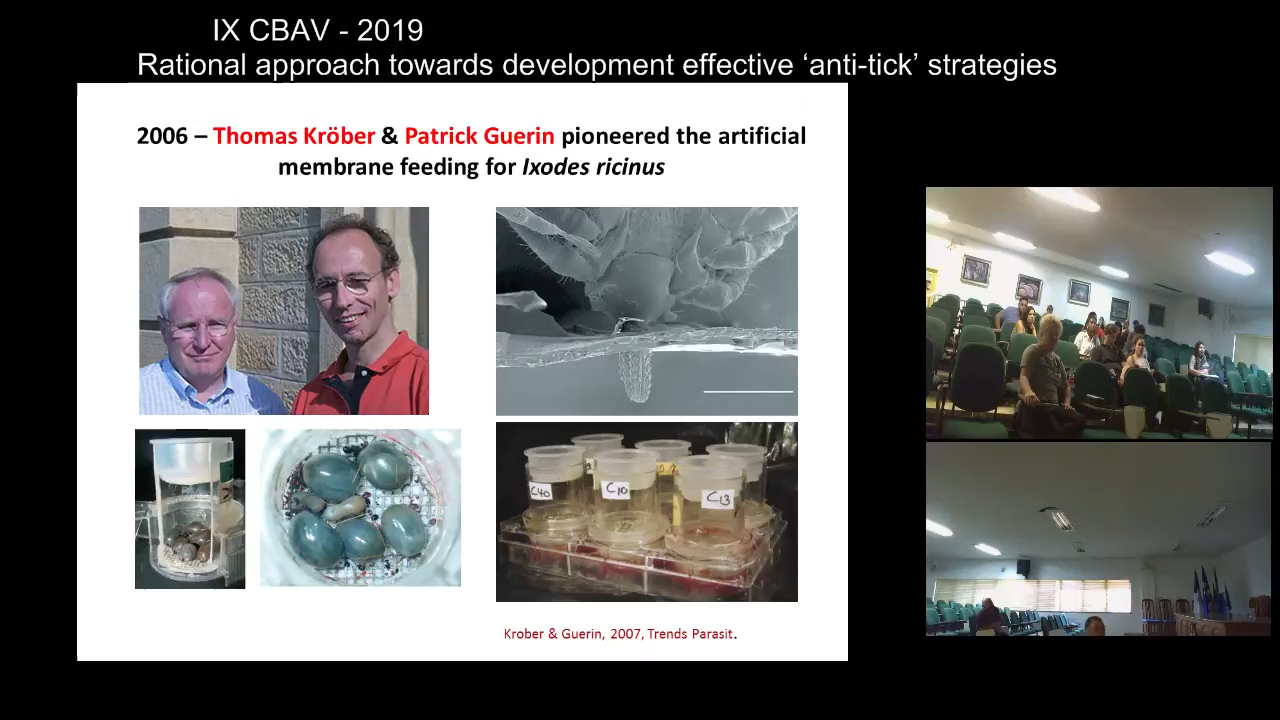 IX CBAV - 2019
Rational approach towards development effective ‘anti-tick’ strategies
2006 – Thomas Kröber & Patrick Guerin pioneered the artificial
membrane feeding for Ixodes ricinus
C40
C10
C13
Krober & Guerin, 2007, Trends Parasit.